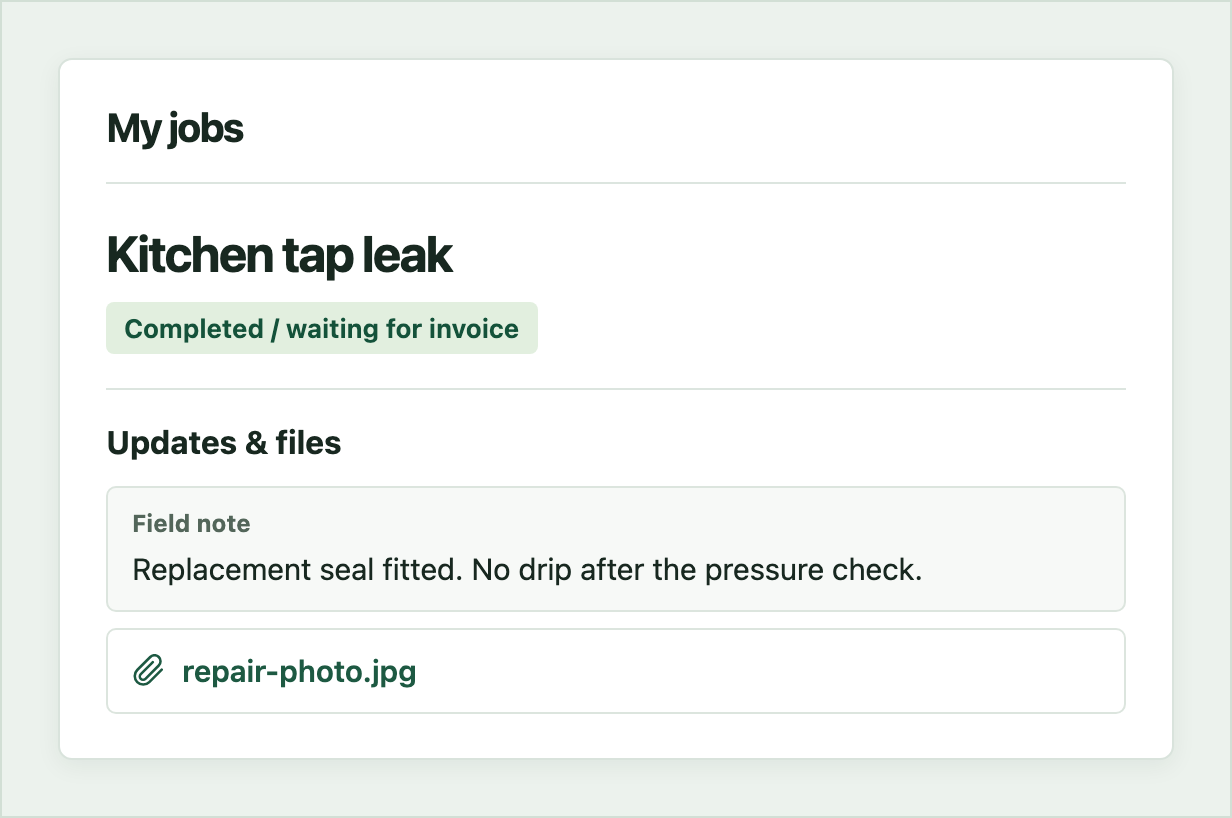 My jobs
Kitchen tap leak
Completed / waiting for invoice
Updates & files
Field note
Replacement seal fitted. No drip after the pressure check.
repair-photo.jpg